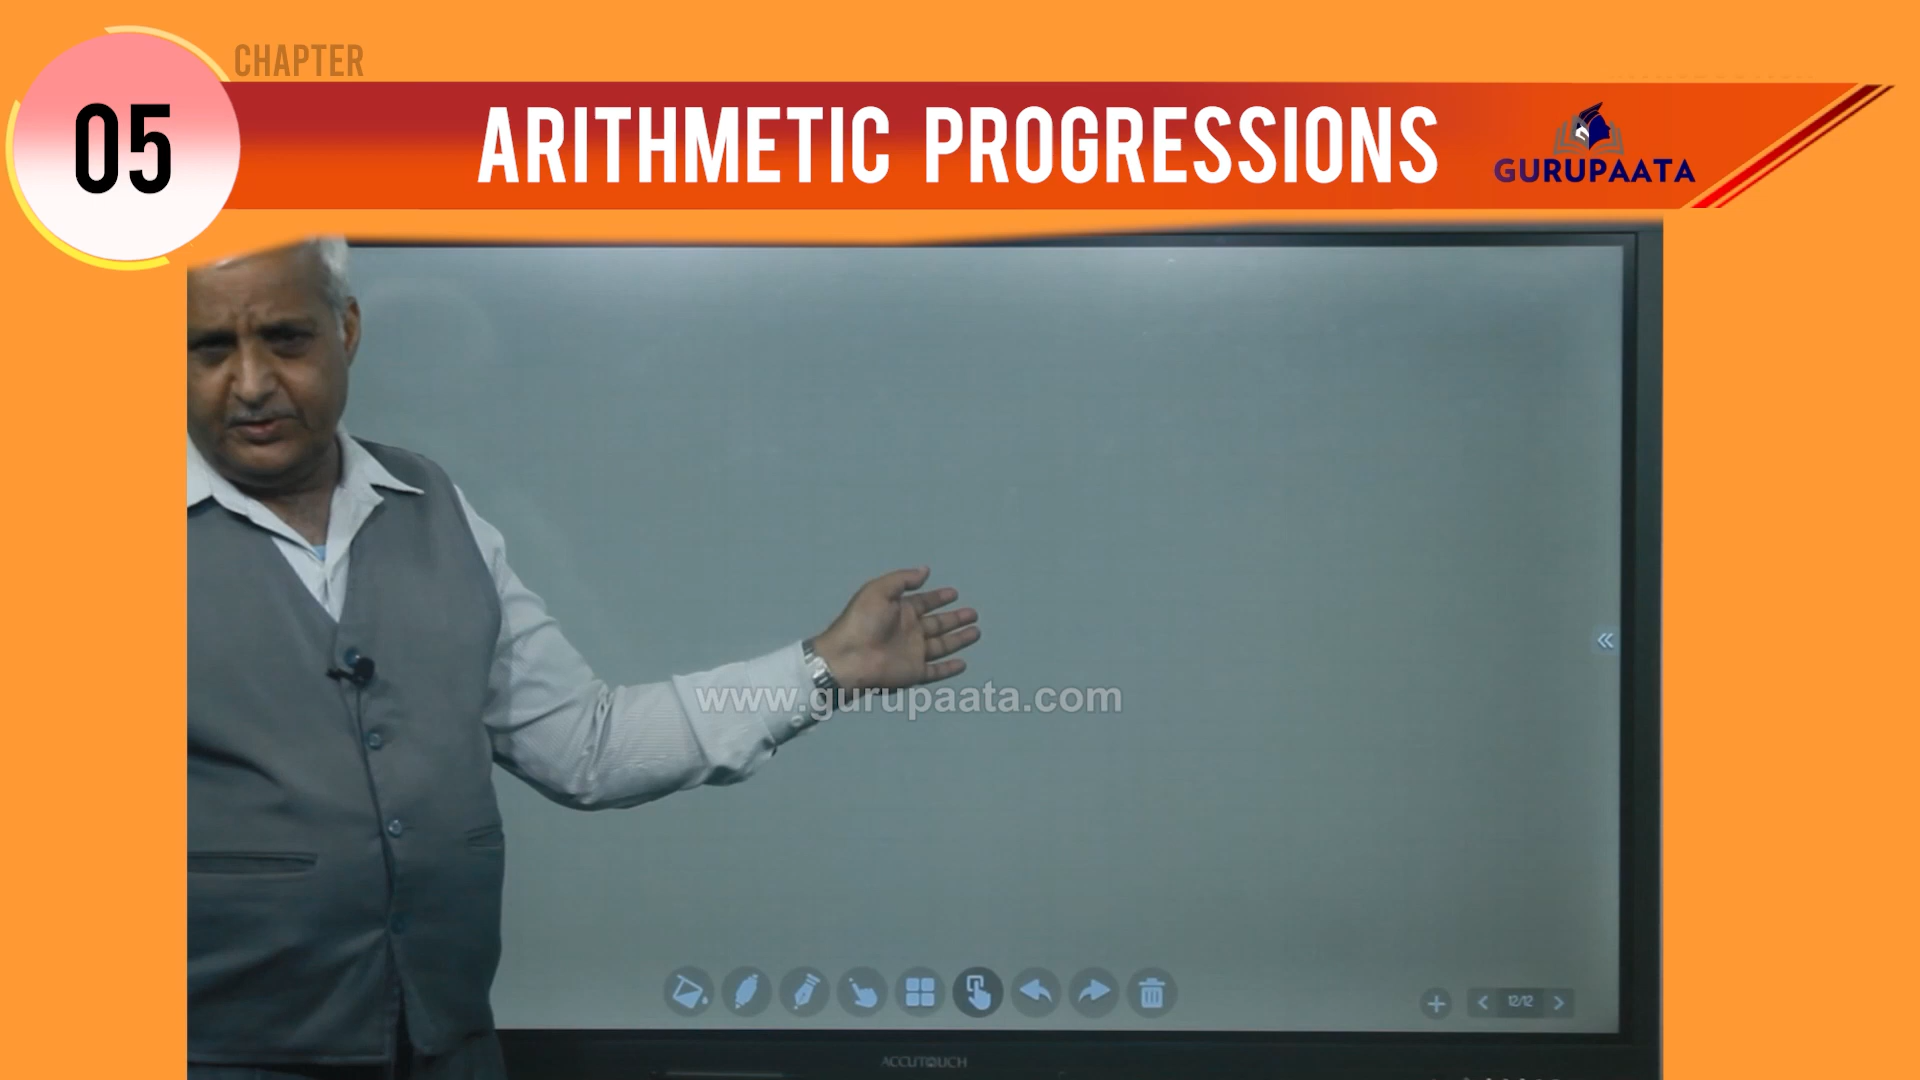 CHAPTER
05
ARITHMETIC PROGRESSIONS
GURUPAATA
www.gurupaata.com
12/12
ACCUTOUCH